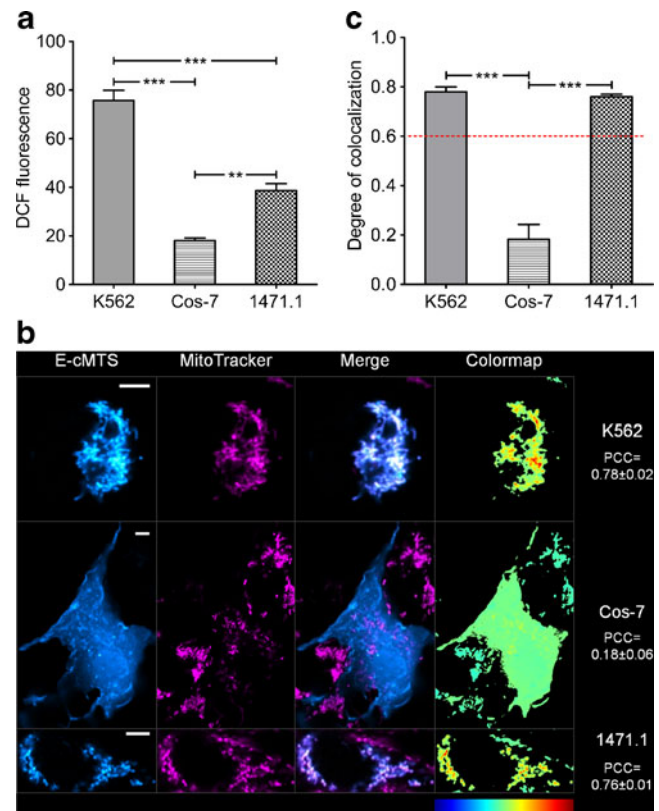 a
DCF fluorescence
100
80
60
40
20
0
***
***
**
K562 Cos-7 1471.1
c
Degree of colocalization
1.0
0.8
0.6
0.4
0.2
0.0
*** ***
K562 Cos-7 1471.1
b
E-cMTS MitoTracker Merge Colormap
K562
PCC=
0.78±0.02
Cos-7
PCC=
0.18±0.06
1471.1
PCC=
0.76±0.01